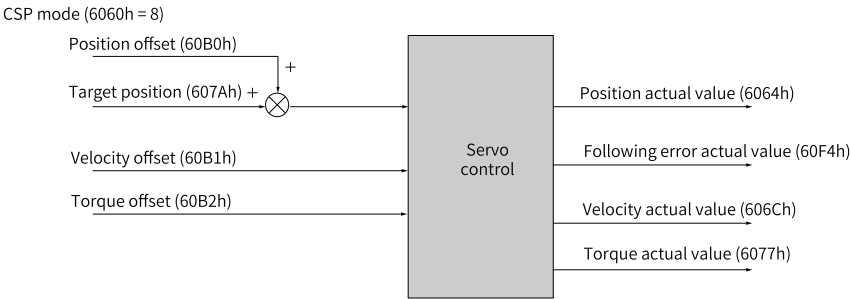 CSP mode (6060h = 8)
Position offset (60B0h)
+
Target position (607Ah) +
Velocity offset (60B1h)
Torque offset (60B2h)
Servo
control
Position actual value (6064h)
Following error actual value (60F4h)
Velocity actual value (606Ch)
Torque actual value (6077h)